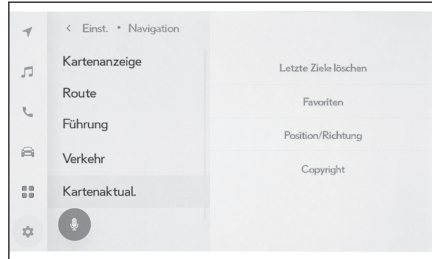 < Einst. • Navigation
Kartenanzeige
Route
Führung
Verkehr
Kartenaktual.
Letzte Ziele löschen
Favoriten
Position/Richtung
Copyright